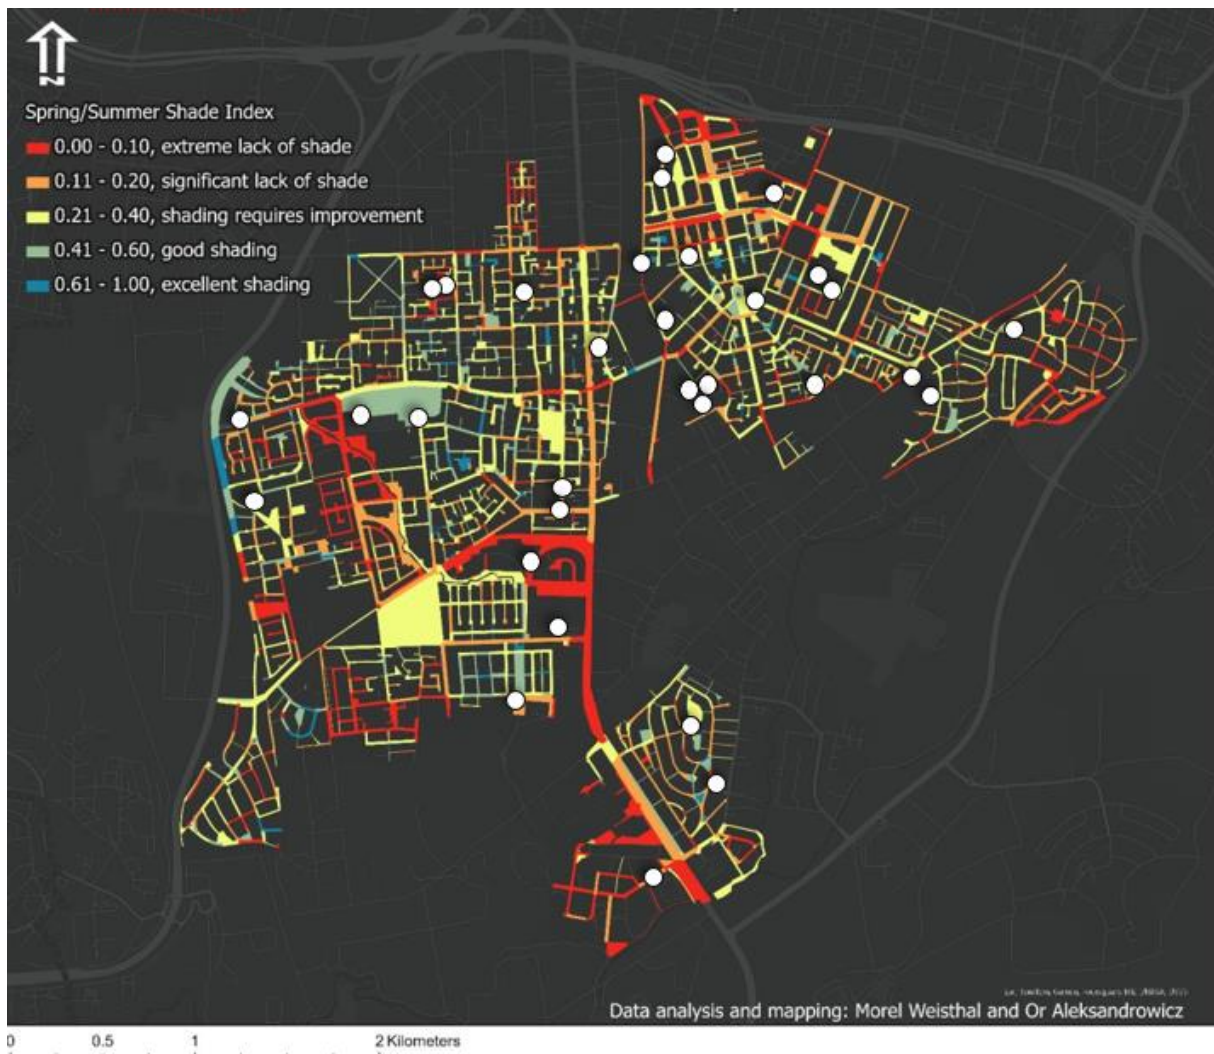 N
Spring/Summer Shade Index
0.00 - 0.10, extreme lack of shade
0.11 - 0.20, significant lack of shade
0.21 - 0.40, shading requires improvement
0.41 - 0.60, good shading
0.61 - 1.00, excellent shading
Data analysis and mapping: Morel Weisthal and Or Aleksandrowicz
0 0.5 1 2 Kilometers